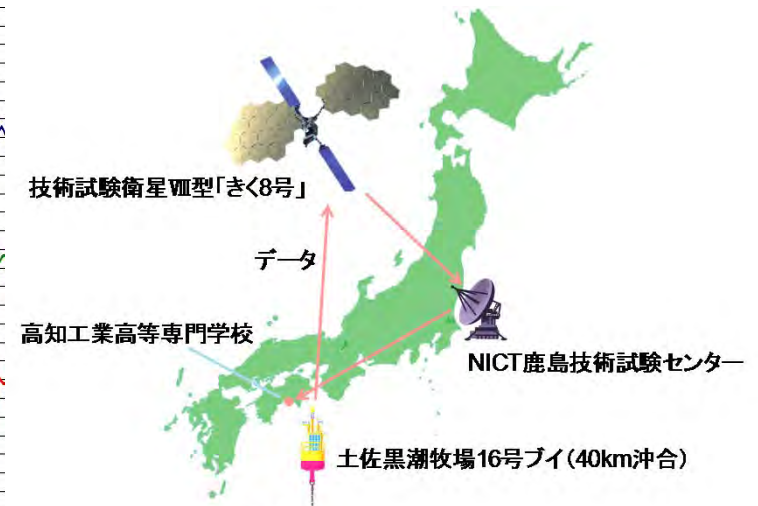 技術試験衛星Ⅷ型「きく8号」
データ
高知工業高等専門学校
NICT鹿島技術試験センター
土佐黒潮牧場16号ブイ(40km沖合)